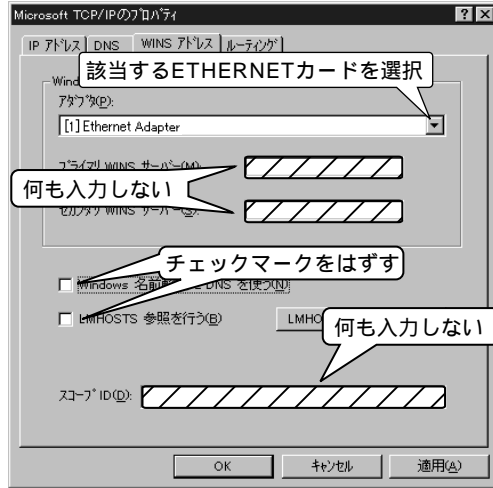 Microsoft TCP/IPのﾌﾟﾛﾊﾟﾃｨ
IP ｱﾄﾞﾚｽ DNS WINS ｱﾄﾞﾚｽ ﾙｰﾃｨﾝｸﾞ
Wind
該当するETHERNETカードを選択
ｱﾀﾞﾌﾟﾀ(P):
[1] Ethernet Adapter
ﾌﾟﾗｲﾏﾘ WINS ｻｰﾊﾞｰ(M):
何も入力しない
ｾｶﾝﾀﾞﾘ WINS ｻｰﾊﾞｰ(S):
チェックマークをはずす
Windows 名前 DNS を使う(N)
LMHOSTS 参照を行う(B)
LMHO
何も入力しない
ｽｺｰﾌﾟ ID(D):
OK ｷｬﾝｾﾙ 適用(A)